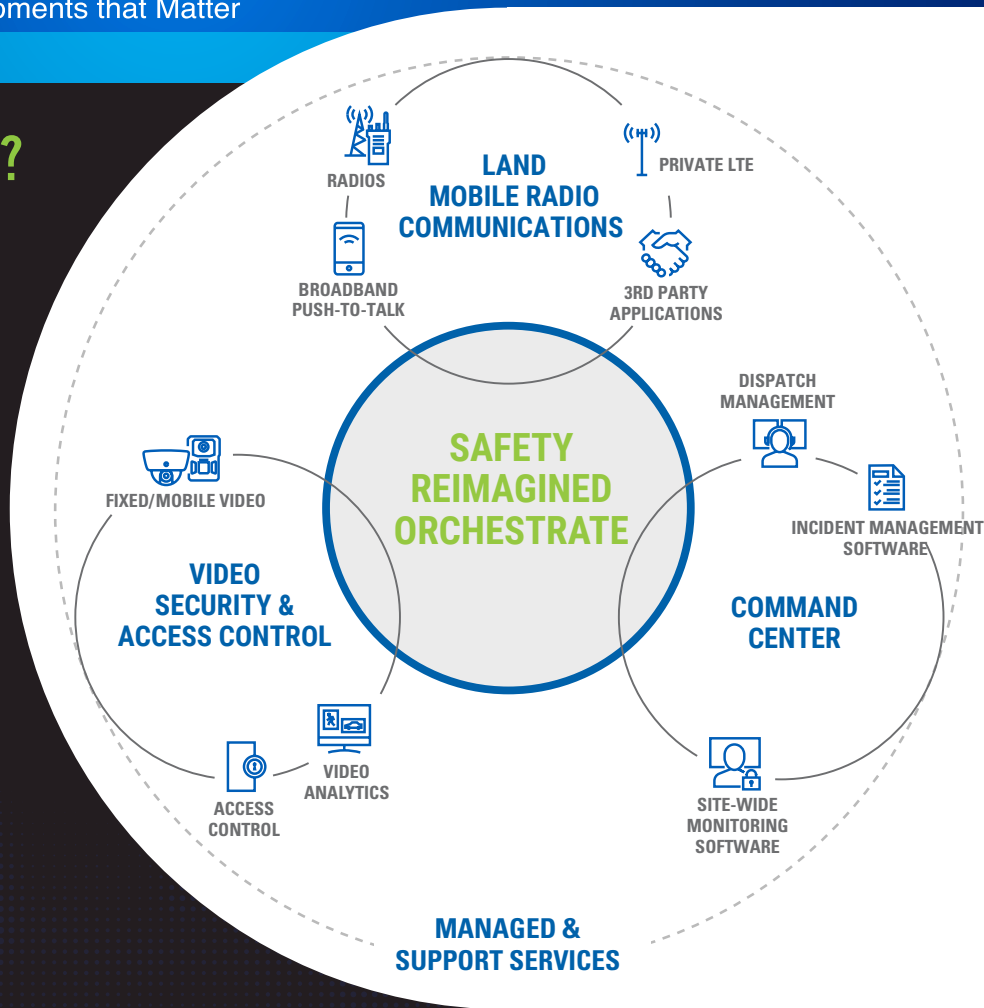 that Matter
?
RADIOS
PRIVATE LTE
LAND
MOBILE RADIO
COMMUNICATIONS
BROADBAND
PUSH-TO-TALK
3RD PARTY
APPLICATIONS
DISPATCH
MANAGEMENT
SAFETY
REIMAGINED
ORCHESTRATE
FIXED/MOBILE VIDEO
INCIDENT MANAGEMENT
SOFTWARE
VIDEO
SECURITY &
ACCESS CONTROL
COMMAND
CENTER
VIDEO
ANALYTICS
ACCESS
CONTROL
SITE-WIDE
MONITORING
SOFTWARE
MANAGED &
SUPPORT SERVICES